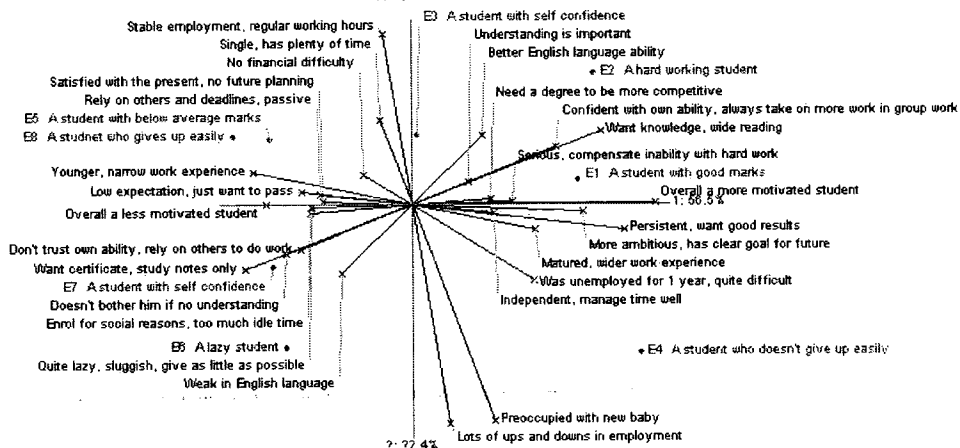 Stable employment, regular working hours
E3 A student with self confidence
Single, has plenty of time
Understanding is important
No financial difficulty
Better English language ability
E2 A hard working student
Satisfied with the present, no future planning
Need a degree to be more competitive
Rely on others and deadlines, passive
Confident with own ability, always take on more work in group work
E5 A student with below average marks
Want knowledge, wide reading
E8 A studnet who gives up easily
Serious, compensate inability with hard work
Younger, narrow work experience
E1 A student with good marks
Low expectation, just want to pass
Overall a more motivated student
1: 56.5%
Overall a less motivated student
Persistent, want good results
More ambitious, has clear goal for future
Don't trust own ability, rely on others to do work
Matured, wider work experience
Want certificate, study notes only
Was unemployed for 1 year, quite difficult
E7 A student with self confidence
Independent, manage time well
Doesn't bother him if no understanding
Enrol for social reasons, too much idle time
E6 A lazy student
E4 A student who doesn't give up easily
Quite lazy, sluggish, give as little as possible
Weak in English language
Preoccupied with new baby
Lots of ups and downs in employment